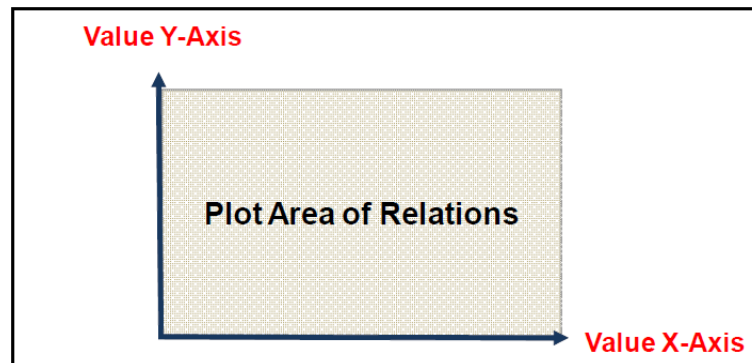 Value Y-Axis
Plot Area of Relations
Value X-Axis